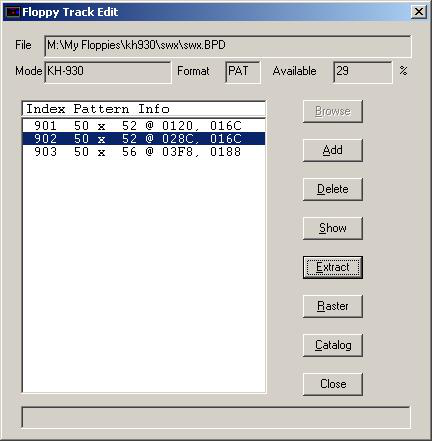 Floppy Track Edit
File M:\My Floppies\kh930\swx\swx.BPD
Mode KH-930 Format PAT Available 29 %
Index Pattern Info
901 50 x 52 @ 0120, 016C
902 50 x 52 @ 028C, 016C
903 50 x 56 @ 03F8, 0188
Browse
Add
Delete
Show
Extract
Raster
Catalog
Close